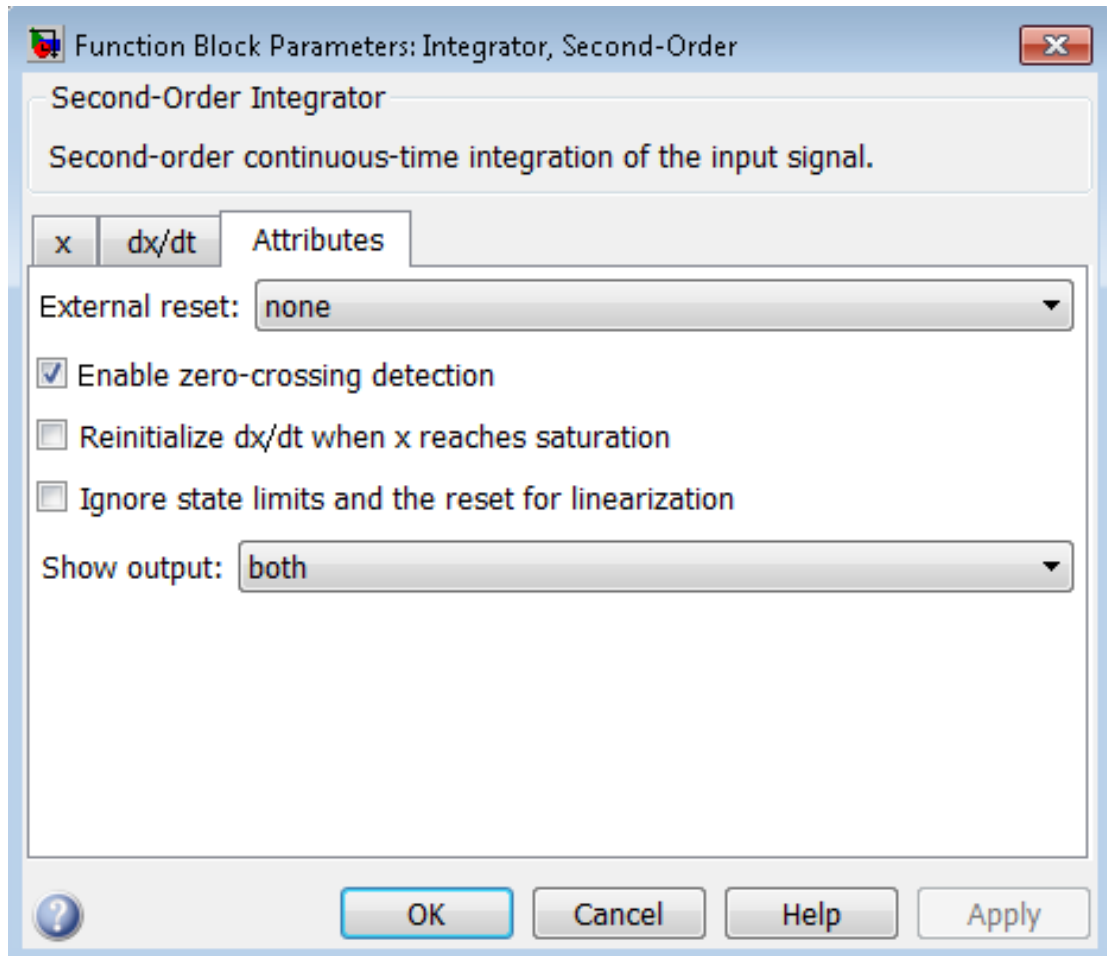 Function Block Parameters: Integrator, Second-Order
Second-Order Integrator
Second-order continuous-time integration of the input signal.
x dx/dt Attributes
External reset: none
Enable zero-crossing detection
Reinitialize dx/dt when x reaches saturation
Ignore state limits and the reset for linearization
Show output: both
? OK Cancel Help Apply